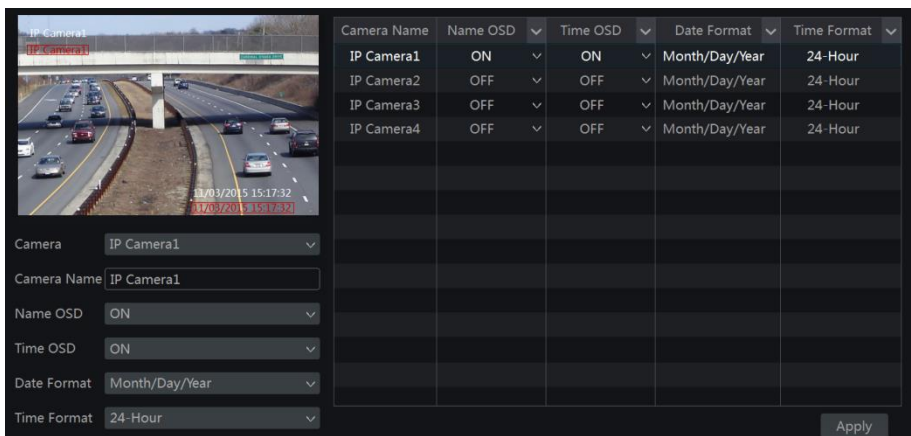 IP Camera1
IP Camera1
11/03/2015 15:17:32
11/03/2015 15:17:32
Camera IP Camera1
Camera Name IP Camera1
Name OSD ON
Time OSD ON
Date Format Month/Day/Year
Time Format 24-Hour
Camera Name Name OSD Time OSD Date Format Time Format
IP Camera1 ON ON Month/Day/Year 24-Hour
IP Camera2 OFF OFF Month/Day/Year 24-Hour
IP Camera3 OFF OFF Month/Day/Year 24-Hour
IP Camera4 OFF OFF Month/Day/Year 24-Hour
Apply